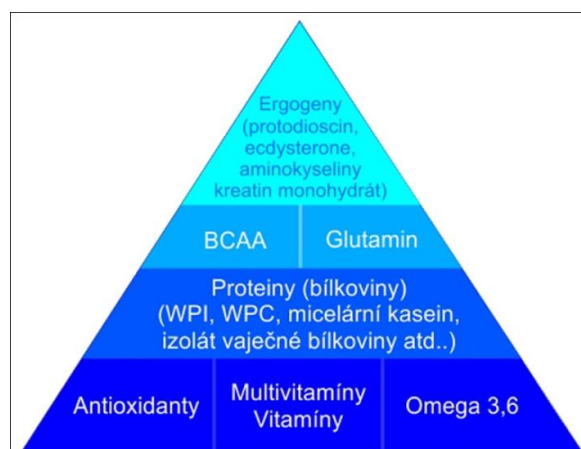 Ergogeny
(protodioscin,
ecdysterone,
aminokyseliny
kreatin monohydrát)
BCAA
Glutamin
Proteiny (bílkoviny)
(WPI, WPC, micelární kasein,
izolát vaječné bílkoviny atd..)
Antioxidanty
Multivitamíny
Vitamíny
Omega 3,6